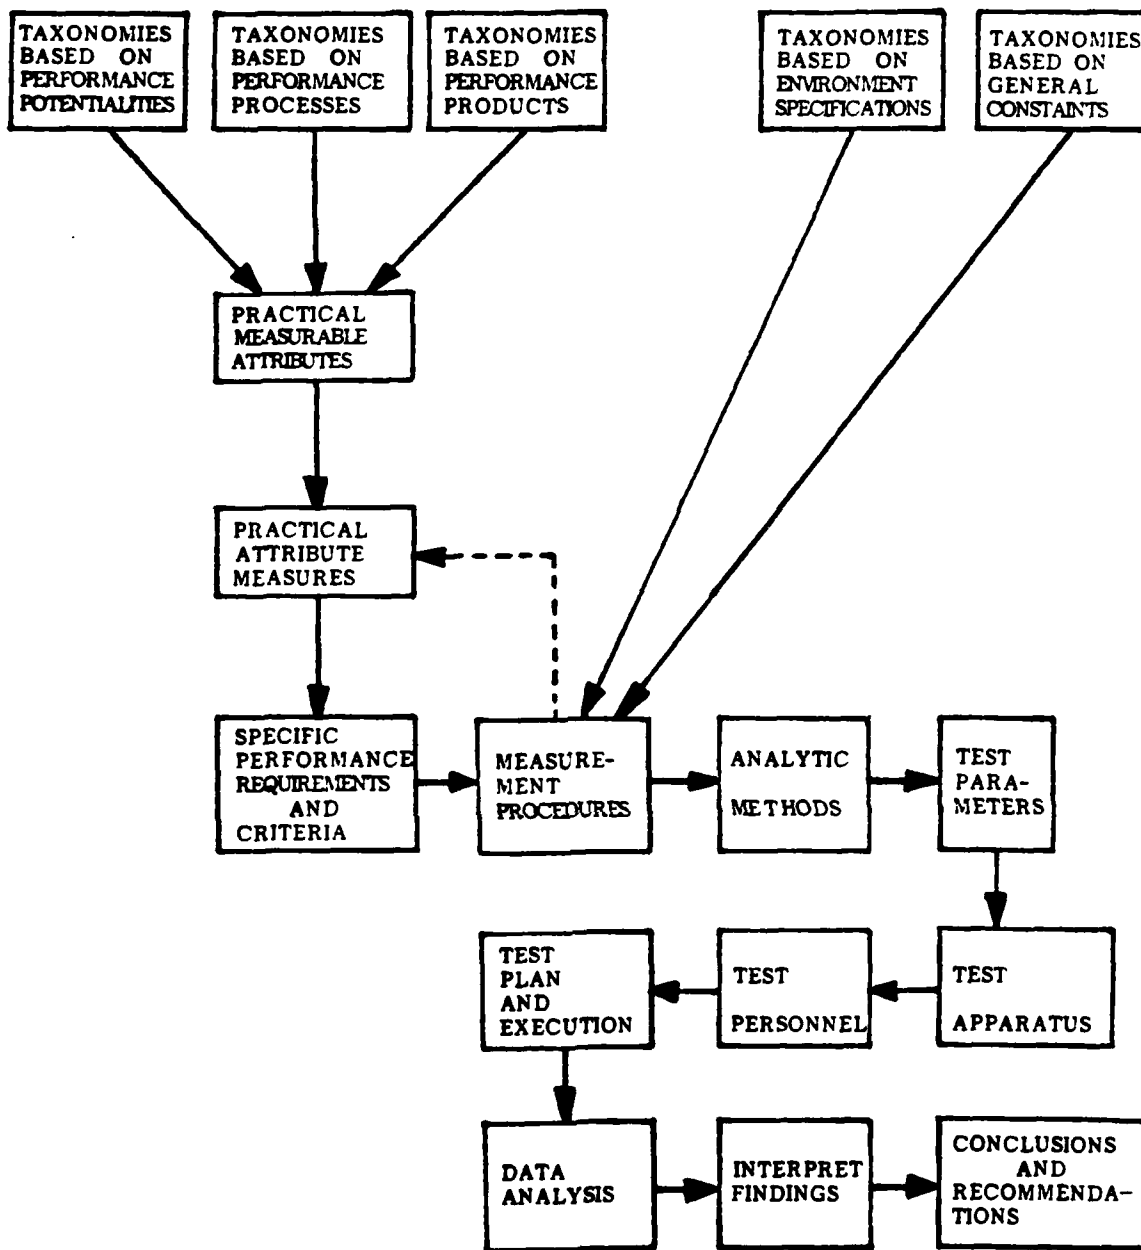 TAXONOMIES
BASED ON
PERFORMANCE
POTENTIALITIES
TAXONOMIES
BASED ON
PERFORMANCE
PROCESSES
TAXONOMIES
BASED ON
PERFORMANCE
PRODUCTS
TAXONOMIES
BASED ON
ENVIRONMENT
SPECIFICATIONS
TAXONOMIES
BASED ON
GENERAL
CONSTAINTS
PRACTICAL
MEASURABLE
ATTRIBUTES
PRACTICAL
ATTRIBUTE
MEASURES
SPECIFIC
PERFORMANCE
REQUIREMENTS
AND
CRITERIA
MEASURE-
MENT
PROCEDURES
ANALYTIC
METHODS
TEST
PARA-
METERS
TEST
PLAN
AND
EXECUTION
TEST
PERSONNEL
TEST
APPARATUS
DATA
ANALYSIS
INTERPRET
FINDINGS
CONCLUSIONS
AND
RECOMMENDA-
TIONS